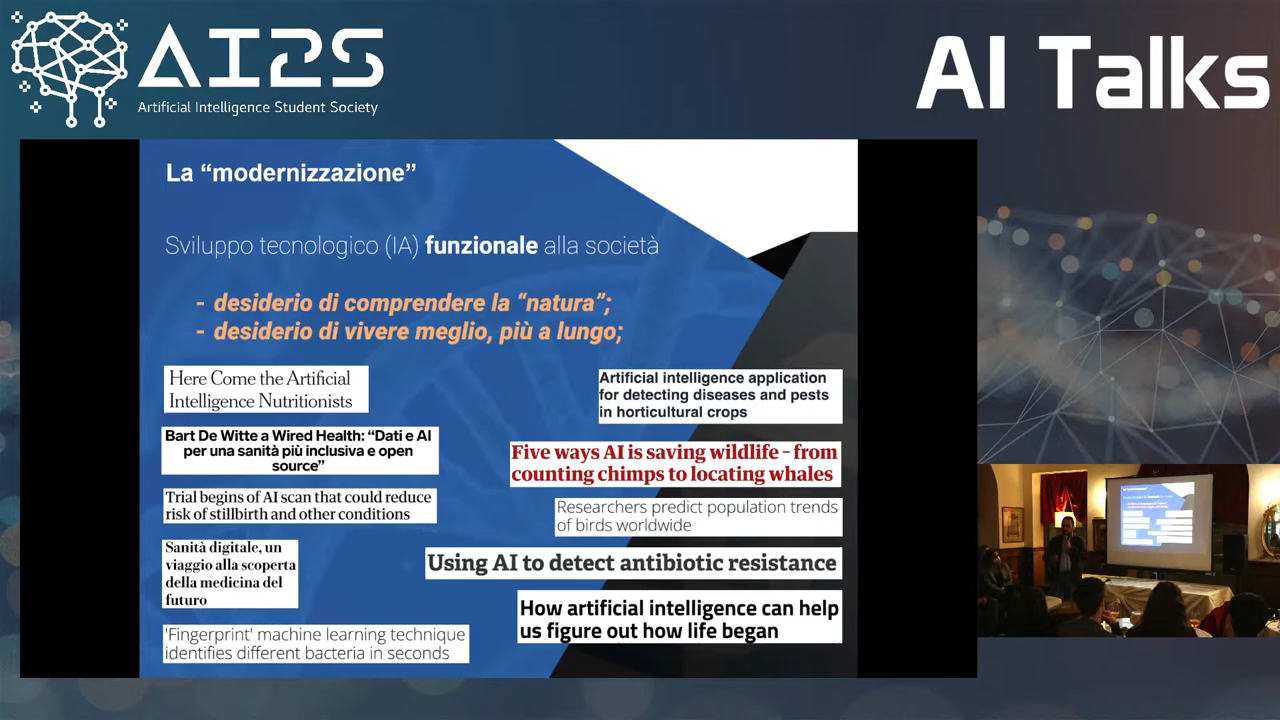 AI2S
Artificial Intelligence Student Society
AI Talks
La “modernizzazione”
Sviluppo tecnologico (IA) funzionale alla società
- desiderio di comprendere la “natura”;
- desiderio di vivere meglio, più a lungo;
Here Come the Artificial
Intelligence Nutritionists
Bart De Witte a Wired Health: “Dati e AI
per una sanità più inclusiva e open
source”
Trial begins of AI scan that could reduce
risk of stillbirth and other conditions
Sanità digitale, un
viaggio alla scoperta
della medicina del
futuro
'Fingerprint' machine learning technique
identifies different bacteria in seconds
Artificial intelligence application
for detecting diseases and pests
in horticultural crops
Five ways AI is saving wildlife – from
counting chimps to locating whales
Researchers predict population trends
of birds worldwide
Using AI to detect antibiotic resistance
How artificial intelligence can help
us figure out how life began